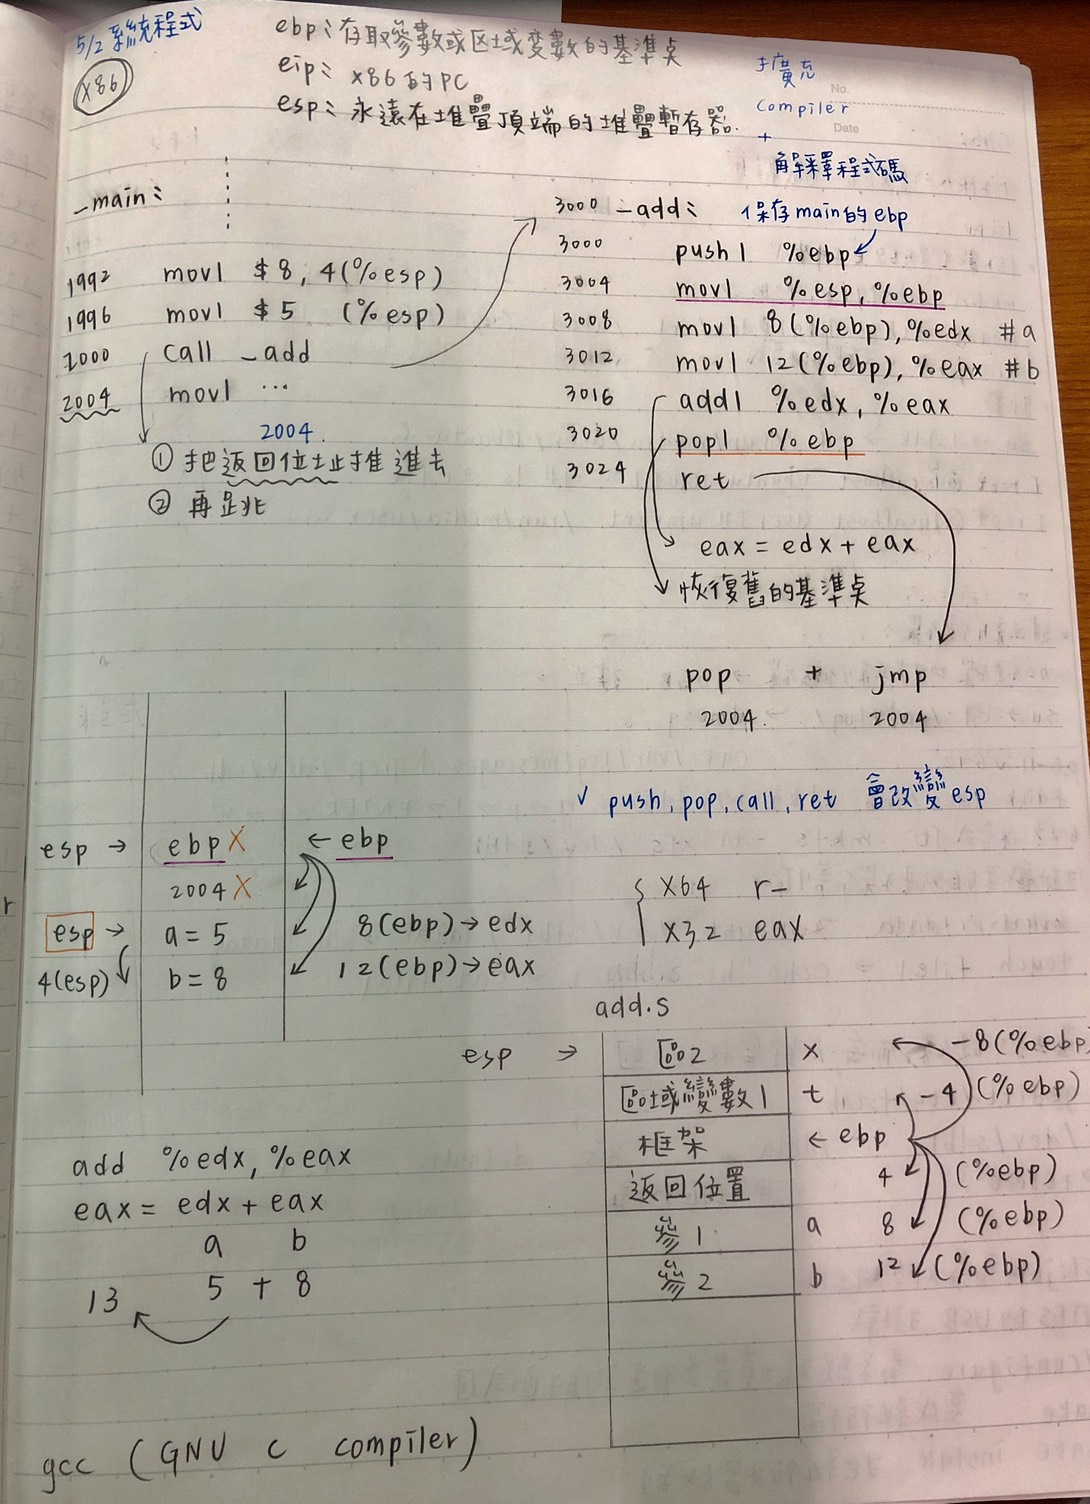 5/2 系統程式
x86
ebp: 存取參數或区域变數的基準桌
eip: x86的PC
esp: 永遠在堆疊頂端的堆疊暫存器.
No.
Date
擴充
compiler
+
解釋程式碼
_main:
1992 movl $8, 4(%esp)
1996 movl $5 (%esp)
2000 call _add
2004 movl ...
2004.
① 把返回位址推進去
② 再跳
3000 _add: 保存main的ebp
3000 pushl %ebp
3004 movl %esp, %ebp
3008 movl 8(%ebp), %edx #a
3012 movl 12(%ebp), %eax #b
3016 addl %edx, %eax
3020 popl %ebp
3024 ret
eax = edx + eax
恢復舊的基準桌
pop + jmp
2004. 2004
✓ push, pop, call, ret 會改變esp
esp → ebp X ← ebp
2004 X
esp → a = 5 8(ebp) → edx
4(esp) b = 8 12(ebp) → eax
x64 r-
x32 eax
add.s
esp → 區2 x -8(%ebp
區域變數1 t -4(%ebp)
框架 ← ebp
返回位置 4 (%ebp)
參1 a 8 (%ebp)
參2 b 12 (%ebp)
add %edx, %eax
eax = edx + eax
a b
13 5 + 8
gcc (GNU c compiler)